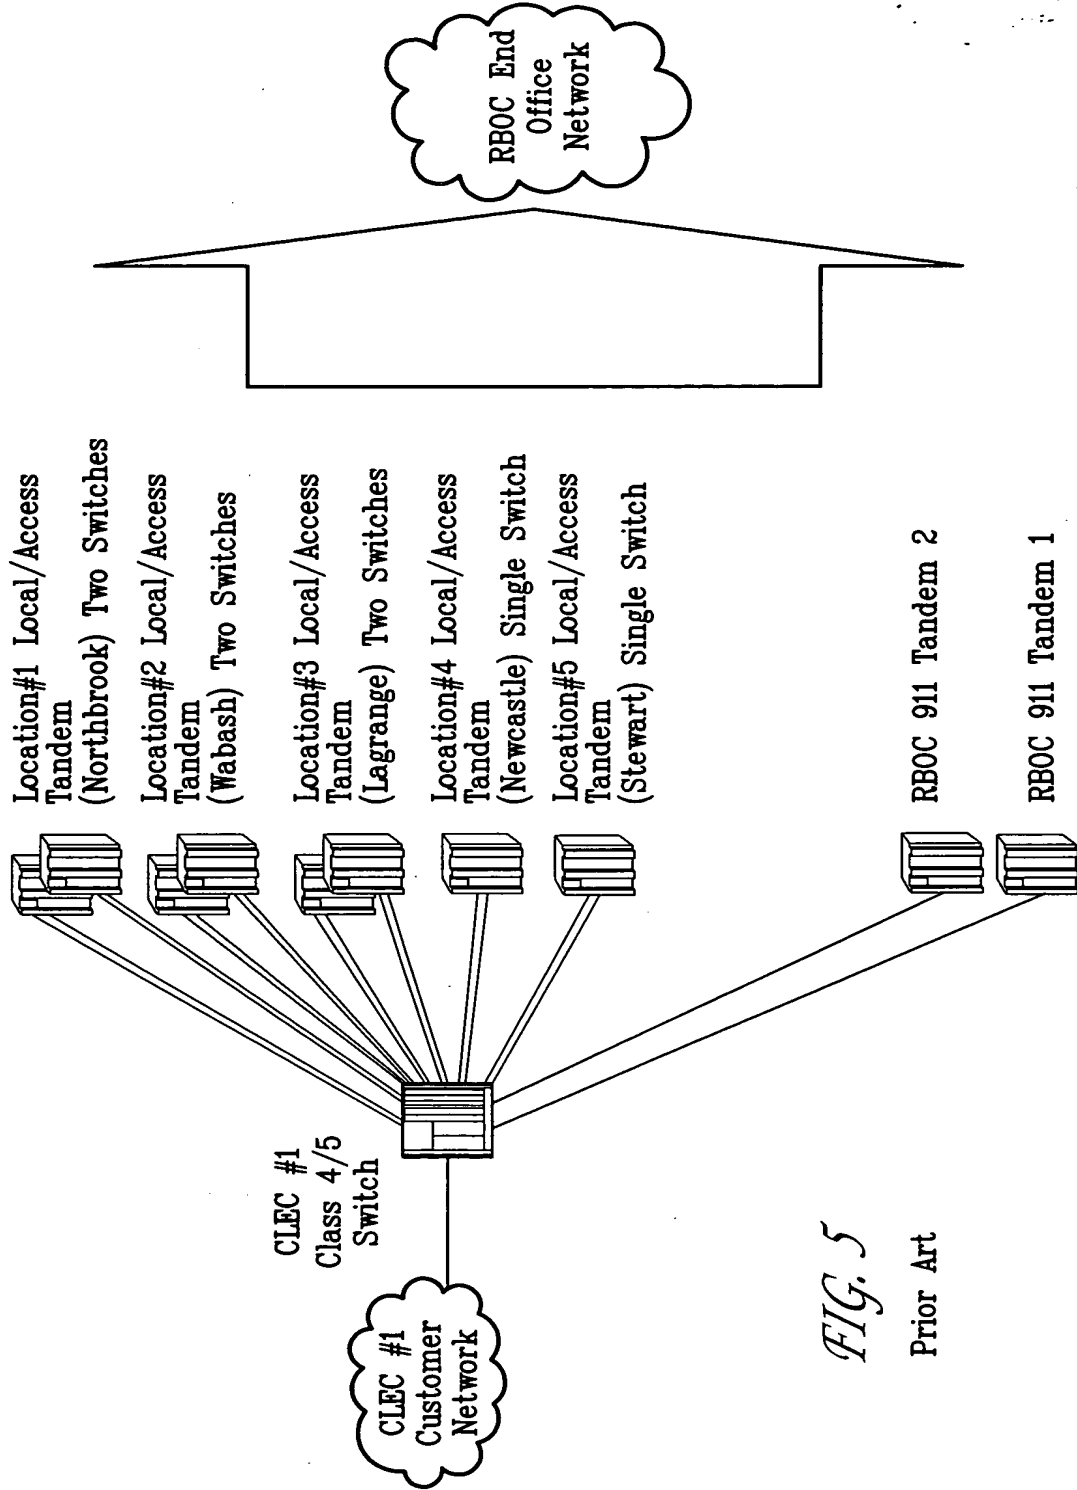 CLEC #1
Customer
Network
CLEC #1
Class 4/5
Switch
Location#1 Local/Access
Tandem
(Northbrook) Two Switches
Location#2 Local/Access
Tandem
(Wabash) Two Switches
Location#3 Local/Access
Tandem
(Lagrange) Two Switches
Location#4 Local/Access
Tandem
(Newcastle) Single Switch
Location#5 Local/Access
Tandem
(Stewart) Single Switch
RBOC 911 Tandem 2
RBOC 911 Tandem 1
RBOC End
Office
Network
FIG. 5
Prior Art